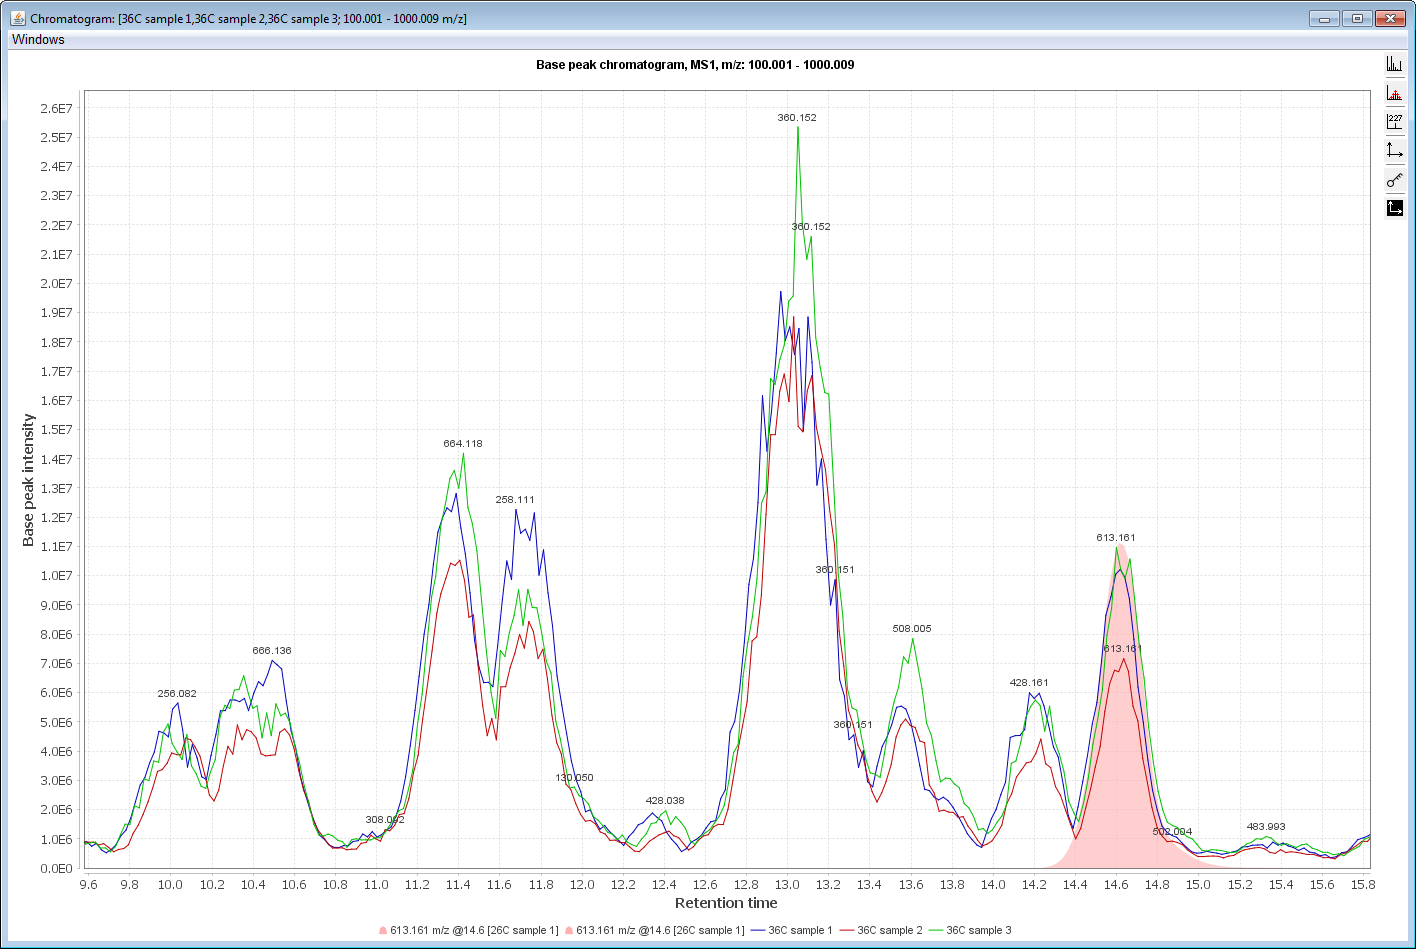 Chromatogram: [36C sample 1,36C sample 2,36C sample 3; 100.001 - 1000.009 m/z]
Windows
Base peak chromatogram, MS1, m/z: 100.001 - 1000.009
227
2.6E7
2.5E7
2.4E7
2.3E7
2.2E7
2.1E7
2.0E7
1.9E7
1.8E7
1.7E7
1.6E7
1.5E7
1.4E7
1.3E7
1.2E7
1.1E7
1.0E7
9.0E6
8.0E6
7.0E6
6.0E6
5.0E6
4.0E6
3.0E6
2.0E6
1.0E6
0.0E0
Base peak intensity
360.152
360.152
664.118
258.111
613.161
360.151
508.005
613.161
666.136
428.161
256.082
360.151
130.050
428.038
308.092
502.004
483.993
9.6 9.8 10.0 10.2 10.4 10.6 10.8 11.0 11.2 11.4 11.6 11.8 12.0 12.2 12.4 12.6 12.8 13.0 13.2 13.4 13.6 13.8 14.0 14.2 14.4 14.6 14.8 15.0 15.2 15.4 15.6 15.8
Retention time
613.161 m/z @14.6 [26C sample 1] 613.161 m/z @14.6 [26C sample 1] 36C sample 1 36C sample 2 36C sample 3